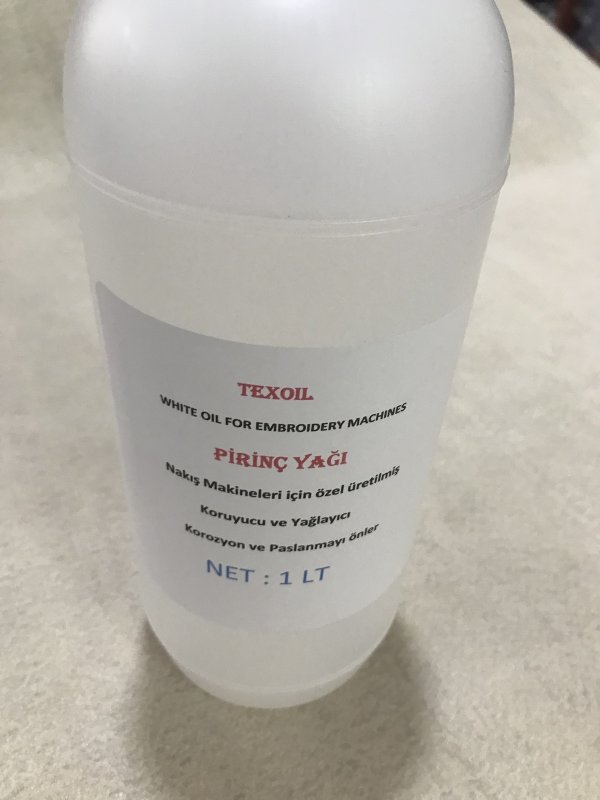 TEXOIL
WHITE OIL FOR EMBROIDERY MACHINES
PİRİNÇ YAĞI
Nakış Makineleri için özel üretilmiş
Koruyucu ve Yağlayıcı
Korozyon ve Paslanmayı önler
NET : 1 LT